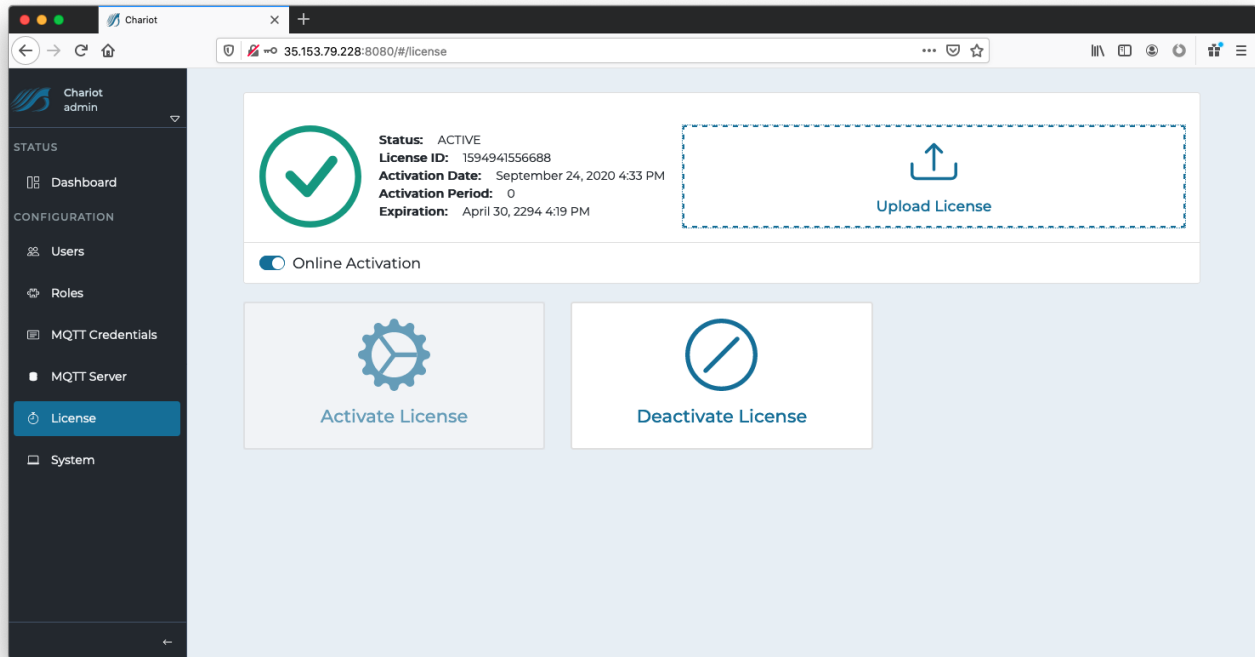 Chariot
35.153.79.228:8080/#/license
Chariot
admin
STATUS
Dashboard
CONFIGURATION
Users
Roles
MQTT Credentials
MQTT Server
License
System
Status: ACTIVE
License ID: 1594941556688
Activation Date: September 24, 2020 4:33 PM
Activation Period: 0
Expiration: April 30, 2294 4:19 PM
Upload License
Online Activation
Activate License
Deactivate License